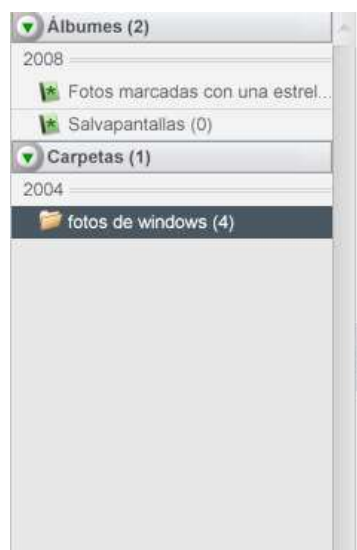 Álbumes (2)
2008
Fotos marcadas con una estrel...
Salvapantallas (0)
Carpetas (1)
2004
fotos de windows (4)